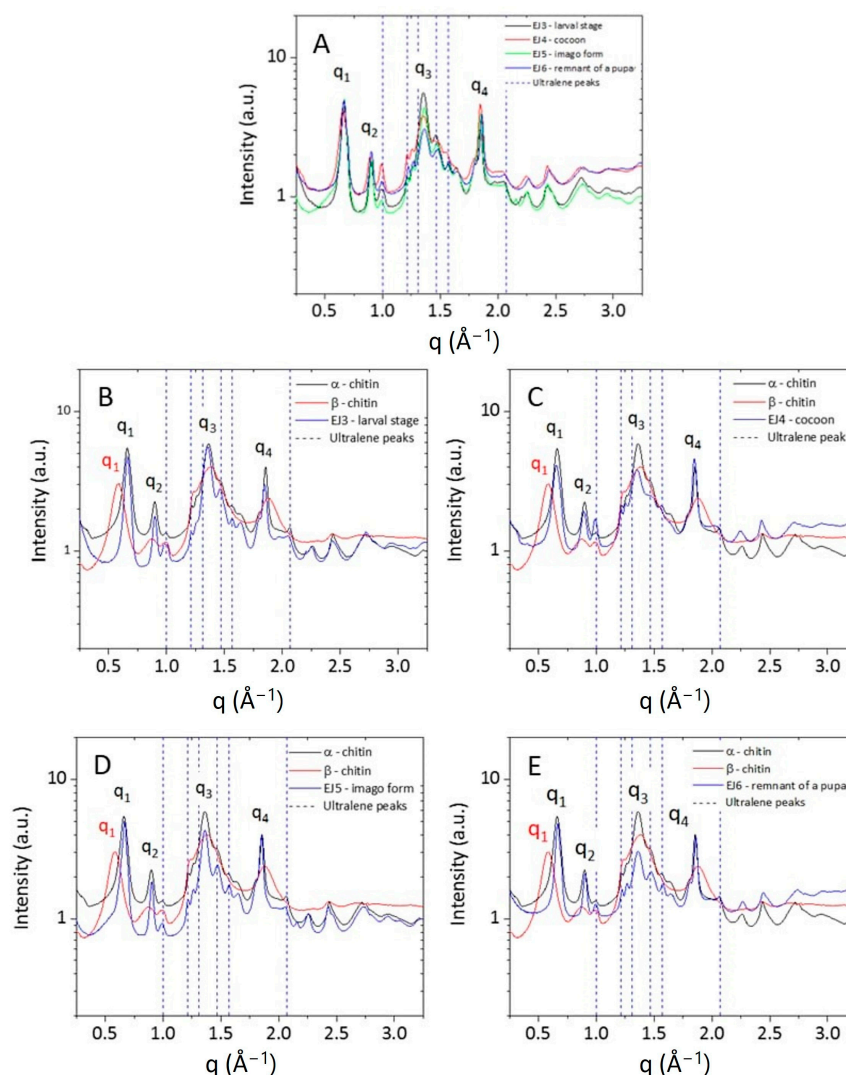 A
q1
q2
q3
q4
EJ3 - larval stage
EJ4 - cocoon
EJ5 - imago form
EJ6 - remnant of a pupa
Ultralene peaks
Intensity (a.u.)
10
1
0.5 1.0 1.5 2.0 2.5 3.0
q (Å⁻¹)
B
q1
q1
q2
q3
q4
α - chitin
β - chitin
EJ3 - larval stage
Ultralene peaks
Intensity (a.u.)
10
1
0.5 1.0 1.5 2.0 2.5 3.0
q (Å⁻¹)
C
q1
q1
q2
q3
q4
α - chitin
β - chitin
EJ4 - cocoon
Ultralene peaks
Intensity (a.u.)
10
1
0.5 1.0 1.5 2.0 2.5 3.0
q (Å⁻¹)
D
q1
q1
q2
q3
q4
α - chitin
β - chitin
EJ5 - imago form
Ultralene peaks
Intensity (a.u.)
10
1
0.5 1.0 1.5 2.0 2.5 3.0
q (Å⁻¹)
E
q1
q1
q2
q3
q4
α - chitin
β - chitin
EJ6 - remnant of a pupa
Ultralene peaks
Intensity (a.u.)
10
1
0.5 1.0 1.5 2.0 2.5 3.0
q (Å⁻¹)